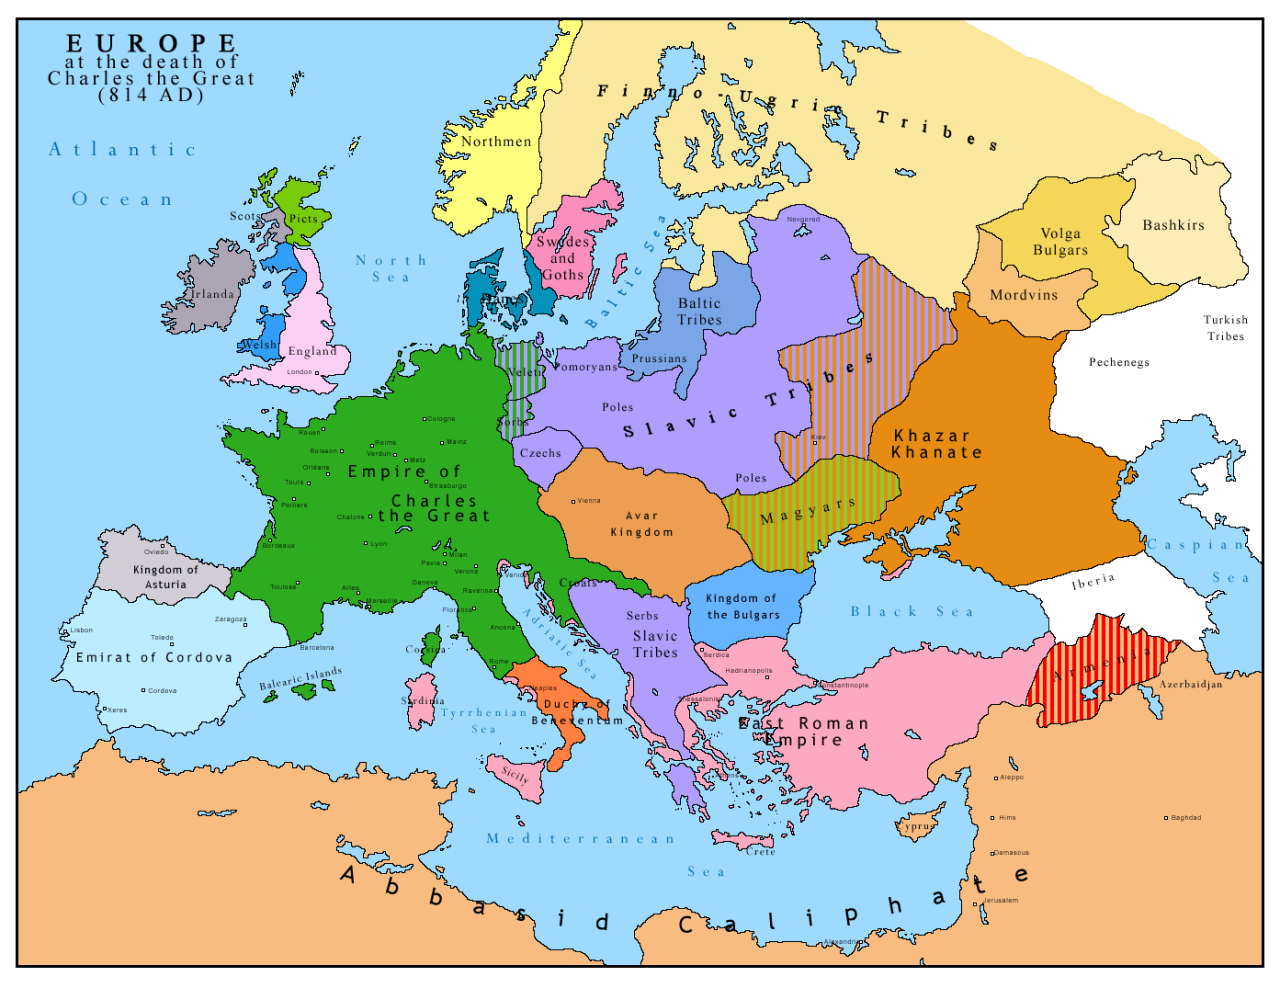 EUROPE
at the death of
Charles the Great
(814 AD)
Atlantic
Ocean
Finno-Ugric Tribes
Northmen
Scots
Picts
North
Sea
Swedes
and
Goths
Baltic Sea
Novgorod
Volga
Bulgars
Bashkirs
Mordvins
Irlanda
Danes
Baltic
Tribes
Turkish
Tribes
Welsh
England
London
Veleti
Pomoryans
Prussians
Pechenegs
Poles
Slavic Tribes
Sorbs
Czechs
Kiev
Khazar
Khanate
Poles
Cologne
Rouen
Reims
Mainz
Soisson
Verdun
Metz
Orléans
Empire of
Charles
the Great
Tours
Strasburgo
Poitiers
Chalons
Vienna
Avar
Kingdom
Magyars
Bordeaux
Lyon
Milan
Pavia
Verona
Venice
Oviedo
Kingdom of
Asturia
Toulose
Arles
Marseille
Genova
Ravenna
Croats
Florence
Ancona
Rome
Adriatic Sea
Caspian
Sea
Iberia
Kingdom of
the Bulgars
Black Sea
Serbs
Slavic
Tribes
Zaragoza
Lisbon
Toledo
Emirat of Cordova
Barcelona
Cordova
Xeres
Balearic Islands
Corsica
Sardinia
Tyrrhenian
Sea
Naples
Duchy of
Beneventum
Serdica
Hadrianopolis
Constantinople
Thessaloniki
East Roman
Empire
Athens
Armenia
Azerbaidjan
Sicily
Aleppo
Hims
Baghdad
Cyprus
Crete
Damascus
Jerusalem
Alexandria
Mediterranean
Sea
Abbasid Caliphate